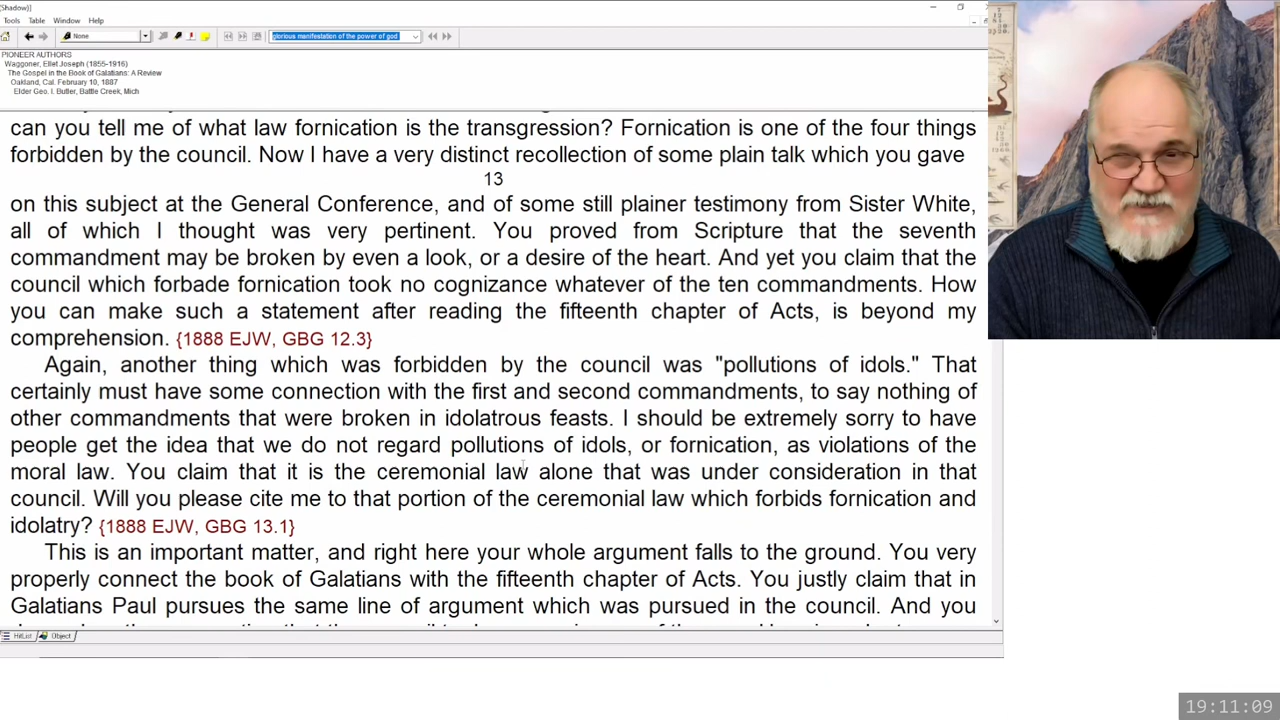 Shadow)]
Tools Table Window Help
None
glorious manifestation of the power of god
PIONEER AUTHORS
Waggoner, Ellet Joseph (1855-1916)
The Gospel in the Book of Galatians: A Review
Oakland, Cal. February 10, 1887
Elder Geo. I. Butler, Battle Creek, Mich
can you tell me of what law fornication is the transgression? Fornication is one of the four things
forbidden by the council. Now I have a very distinct recollection of some plain talk which you gave
13
on this subject at the General Conference, and of some still plainer testimony from Sister White,
all of which I thought was very pertinent. You proved from Scripture that the seventh
commandment may be broken by even a look, or a desire of the heart. And yet you claim that the
council which forbade fornication took no cognizance whatever of the ten commandments. How
you can make such a statement after reading the fifteenth chapter of Acts, is beyond my
comprehension. {1888 EJW, GBG 12.3}
Again, another thing which was forbidden by the council was "pollutions of idols." That
certainly must have some connection with the first and second commandments, to say nothing of
other commandments that were broken in idolatrous feasts. I should be extremely sorry to have
people get the idea that we do not regard pollutions of idols, or fornication, as violations of the
moral law. You claim that it is the ceremonial law alone that was under consideration in that
council. Will you please cite me to that portion of the ceremonial law which forbids fornication and
idolatry? {1888 EJW, GBG 13.1}
This is an important matter, and right here your whole argument falls to the ground. You very
properly connect the book of Galatians with the fifteenth chapter of Acts. You justly claim that in
Galatians Paul pursues the same line of argument which was pursued in the council. And you
HitList Object
19:11:09